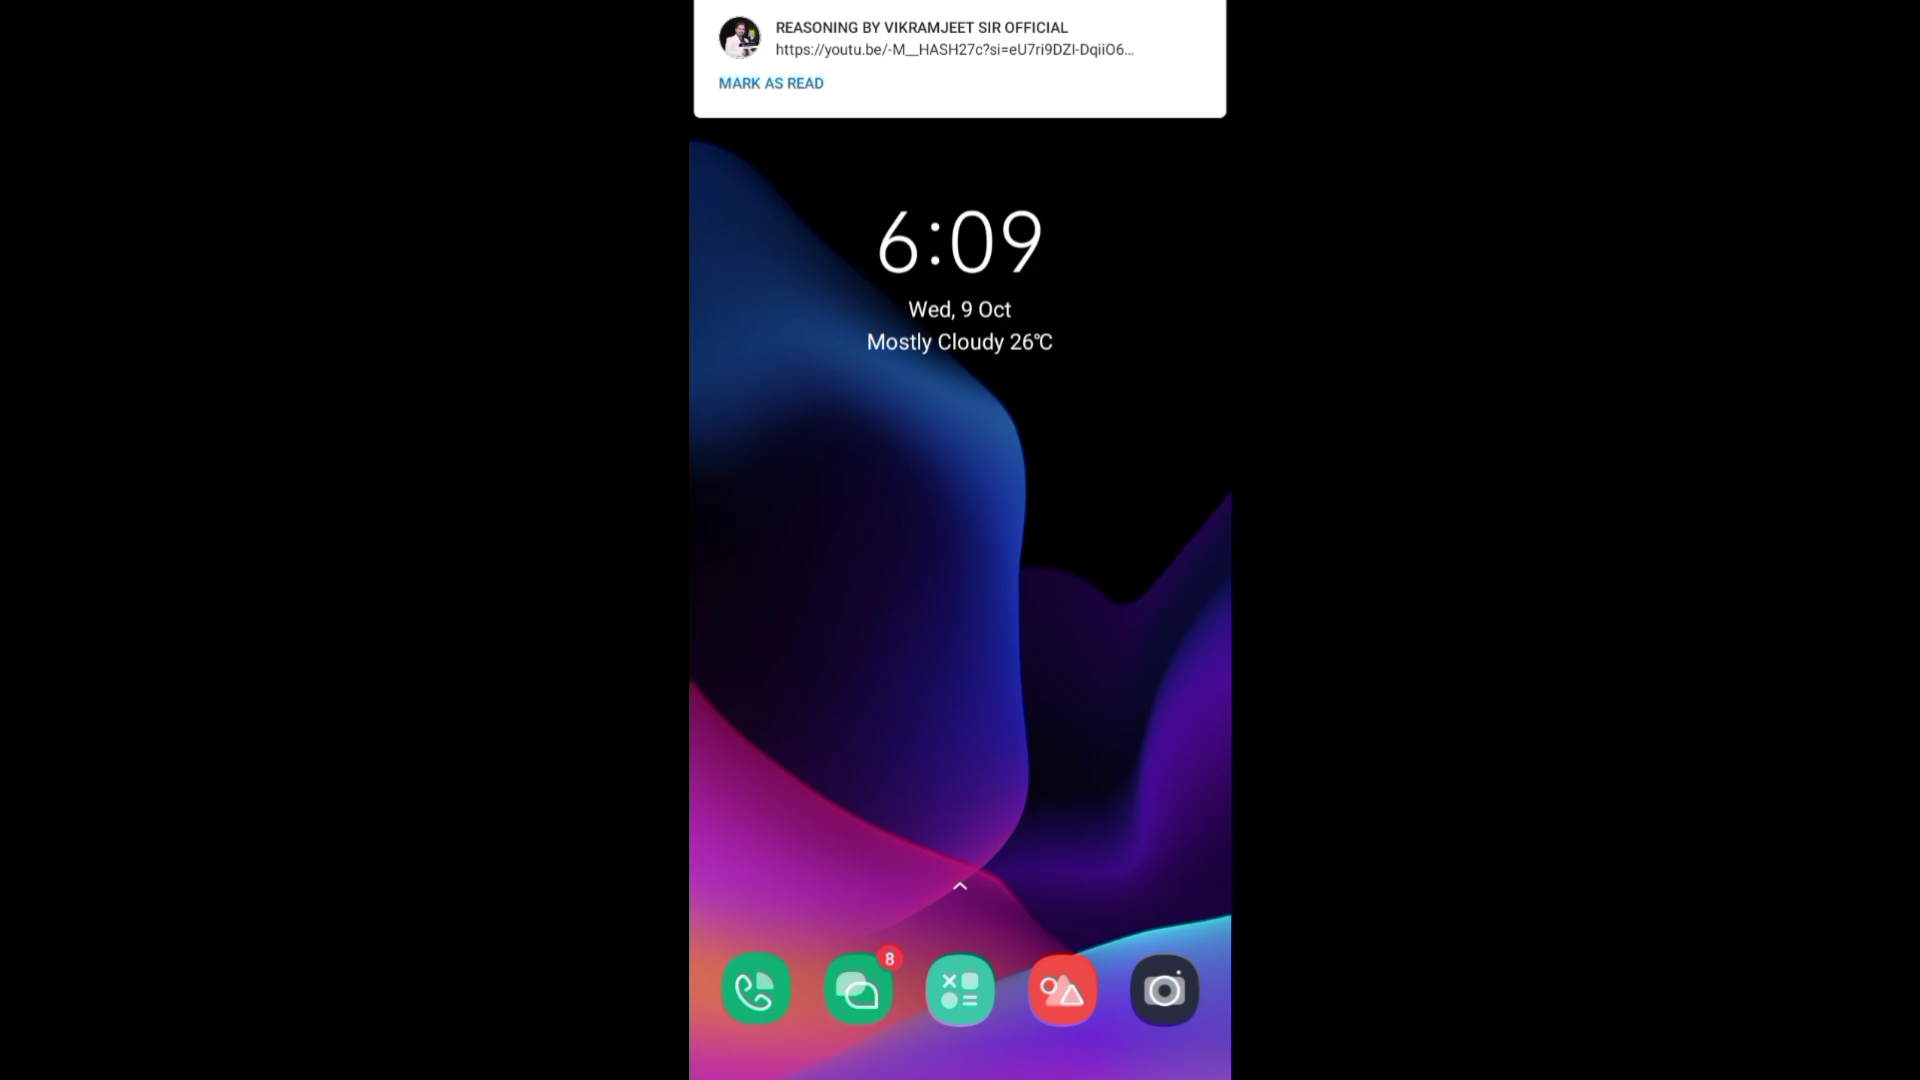 REASONING BY VIKRAMJEET SIR OFFICIAL
https://youtu.be/-M__HASH27c?si=eU7ri9DZI-DqiiO6…
MARK AS READ
6:09
Wed, 9 Oct
Mostly Cloudy 26°C
8